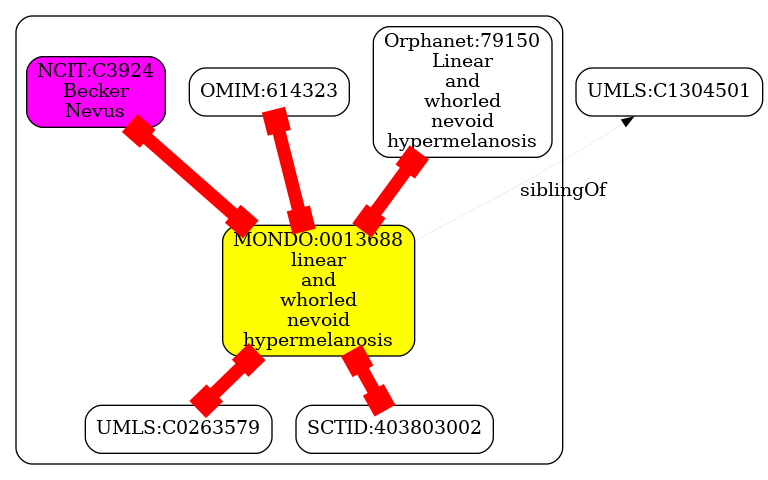 NCIT:C3924
Becker
Nevus
OMIM:614323
Orphanet:79150
Linear
and
whorled
nevoid
hypermelanosis
UMLS:C1304501
siblingOf
MONDO:0013688
linear
and
whorled
nevoid
hypermelanosis
UMLS:C0263579
SCTID:403803002